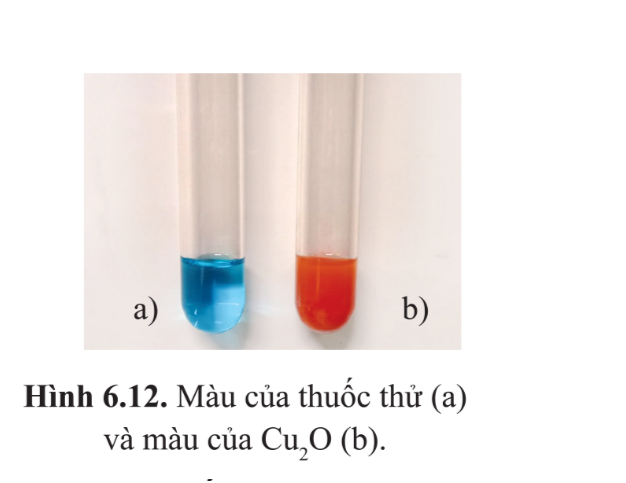 a) b)
Hình 6.12. Màu của thuốc thử (a)
và màu của Cu₂O (b).